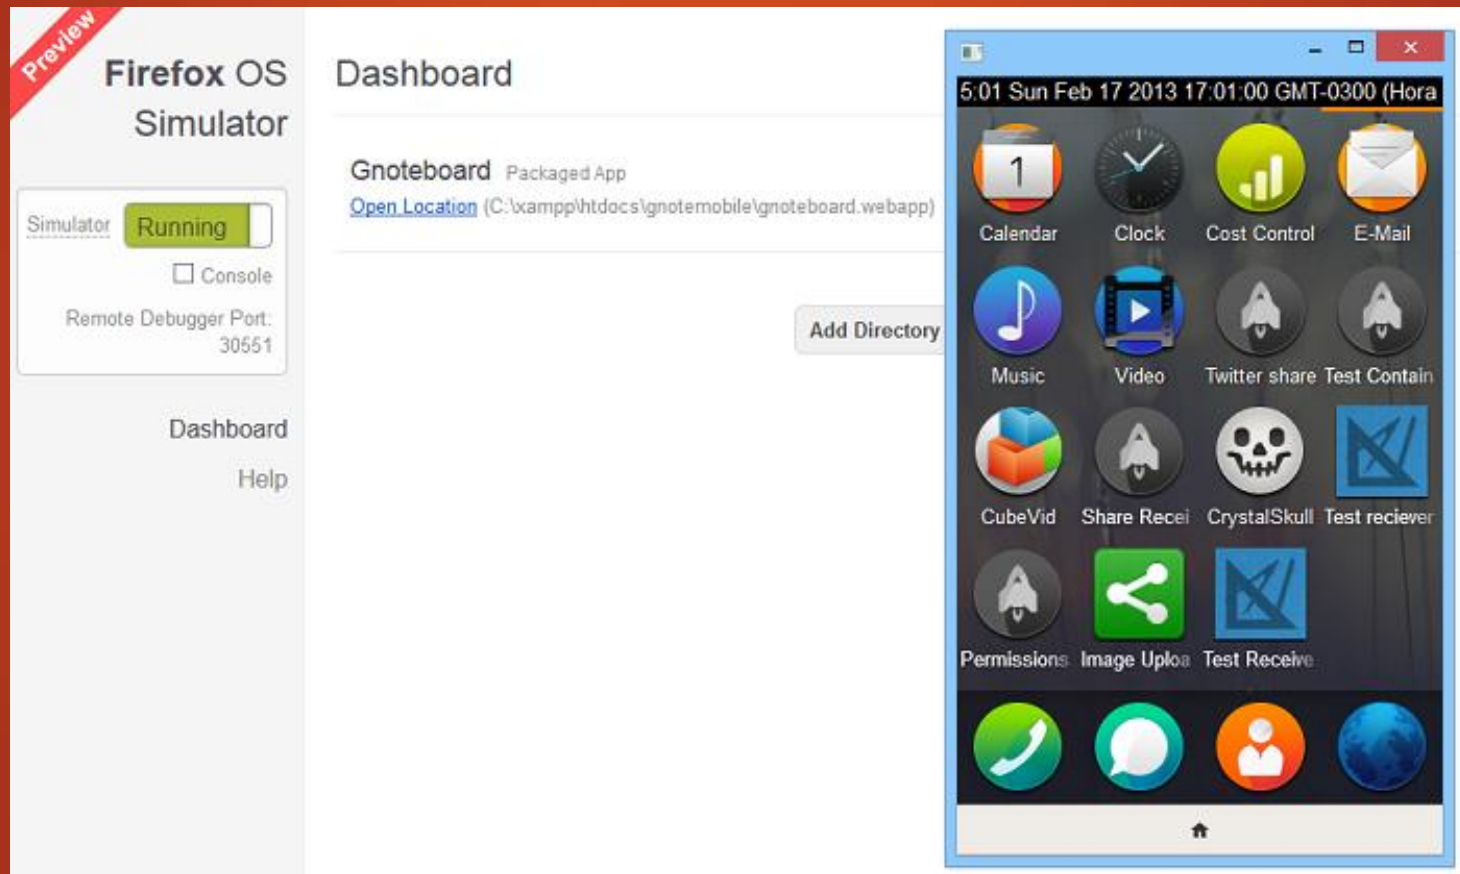 Preview
Firefox OS
Simulator
Simulator Running
Console
Remote Debugger Port:
30551
Dashboard
Help
Dashboard
Gnoteboard Packaged App
Open Location (C:\xampp\htdocs\gnotemobile\gnoteboard.webapp)
Add Directory
5:01 Sun Feb 17 2013 17:01:00 GMT-0300 (Hora
1
Calendar Clock Cost Control E-Mail
Music Video Twitter share Test Contain
CubeVid Share Recei CrystalSkull Test reciever
Permissions Image Uploa Test Receive